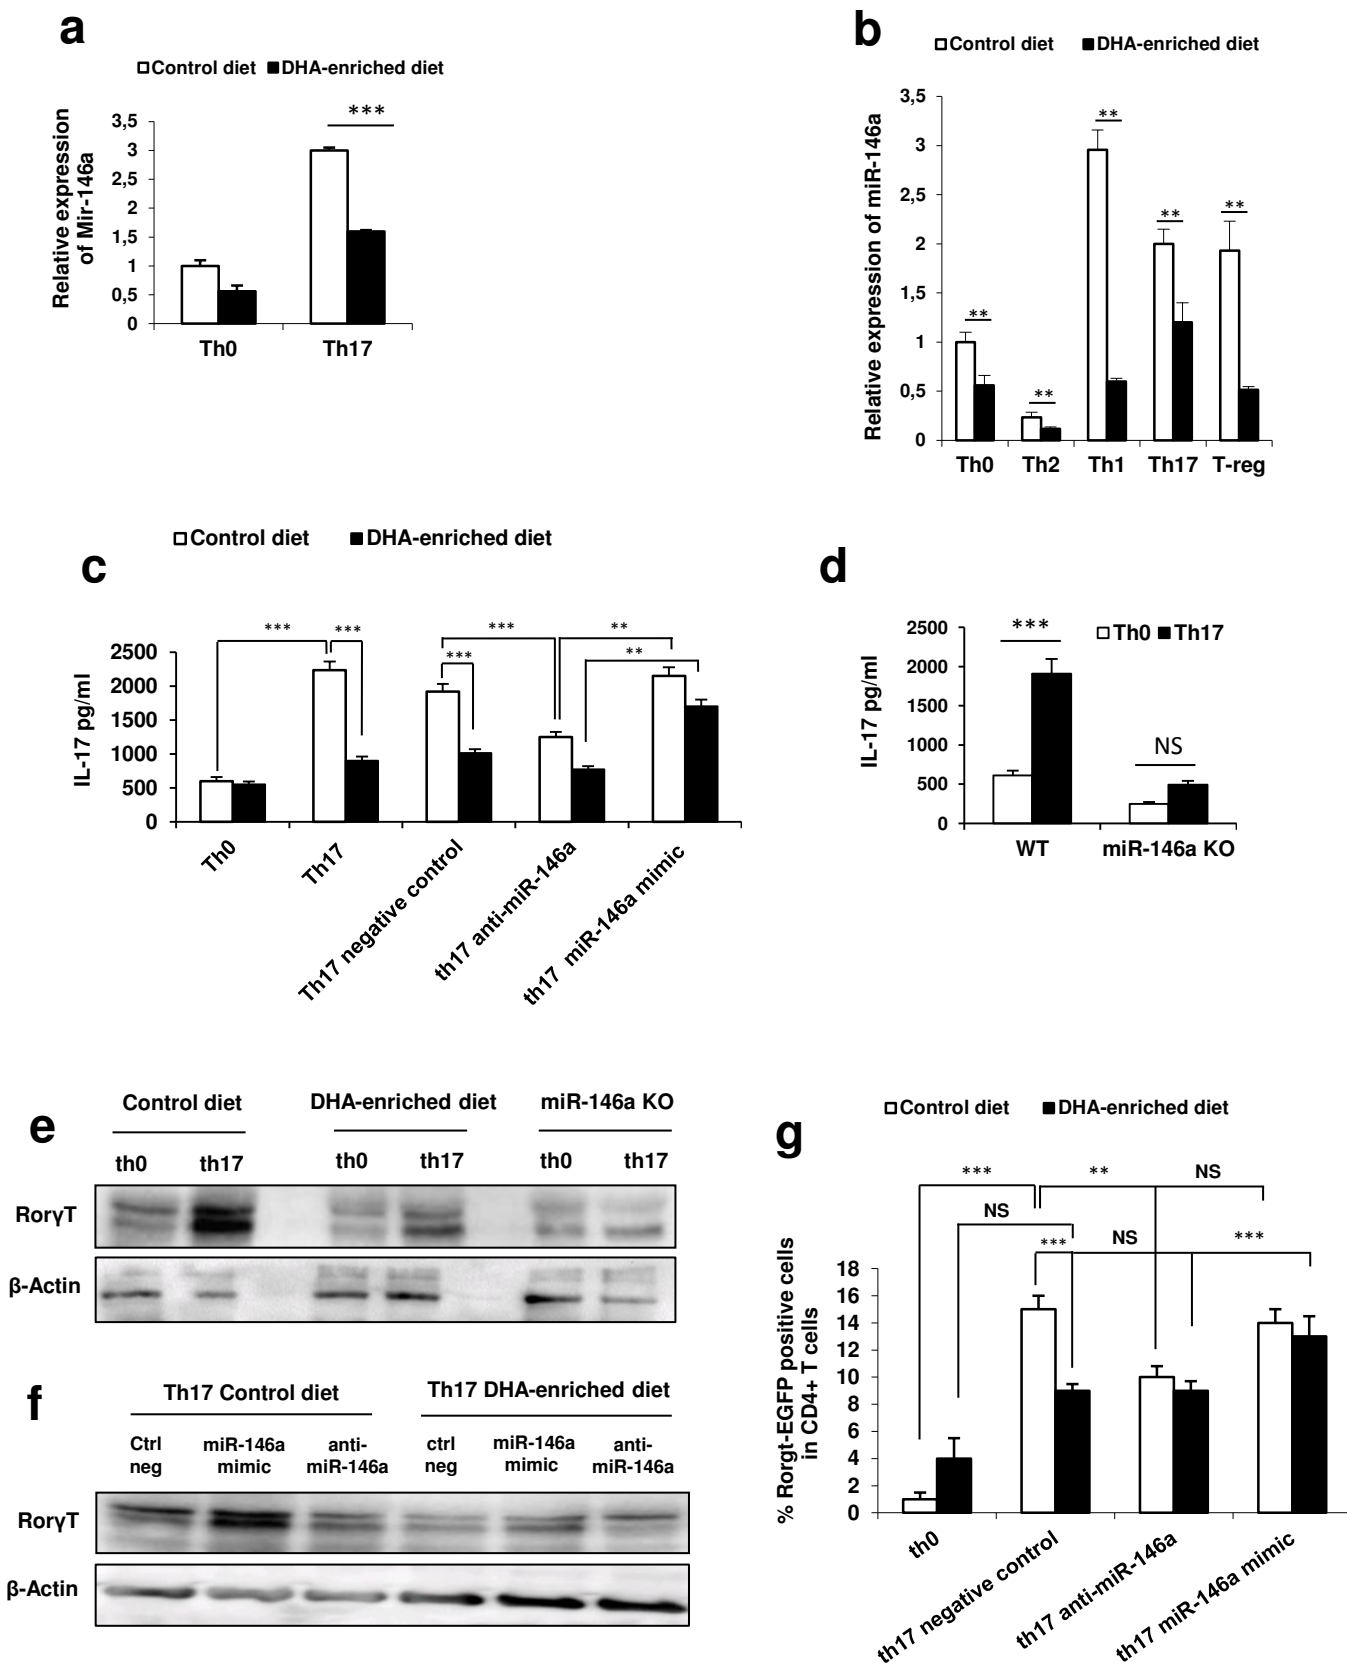 a
□Control diet ■DHA-enriched diet
Relative expression
of Mir-146a
3,5
3
2,5
2
1,5
1
0,5
0
***
Th0 Th17
b
□Control diet ■DHA-enriched diet
Relative expression of miR-146a
3,5
3
2,5
2
1,5
1
0,5
0
** ** ** ** **
Th0 Th2 Th1 Th17 T-reg
c
□Control diet ■DHA-enriched diet
IL-17 pg/ml
2500
2000
1500
1000
500
0
*** *** *** ** *** **
Th0
Th17
Th17 negative control
th17 anti-miR-146a
th17 miR-146a mimic
d
□Th0 ■Th17
IL-17 pg/ml
2500
2000
1500
1000
500
0
***
NS
WT miR-146a KO
e
Control diet DHA-enriched diet miR-146a KO
th0 th17 th0 th17 th0 th17
RorγT
β-Actin
f
Th17 Control diet Th17 DHA-enriched diet
Ctrl neg miR-146a mimic anti-miR-146a ctrl neg miR-146a mimic anti-miR-146a
RorγT
β-Actin
g
□Control diet ■DHA-enriched diet
% Rorgt-EGFP positive cells
in CD4+ T cells
18
16
14
12
10
8
6
4
2
0
*** ** NS
NS
*** NS ***
th0
th17 negative control
th17 anti-miR-146a
th17 miR-146a mimic